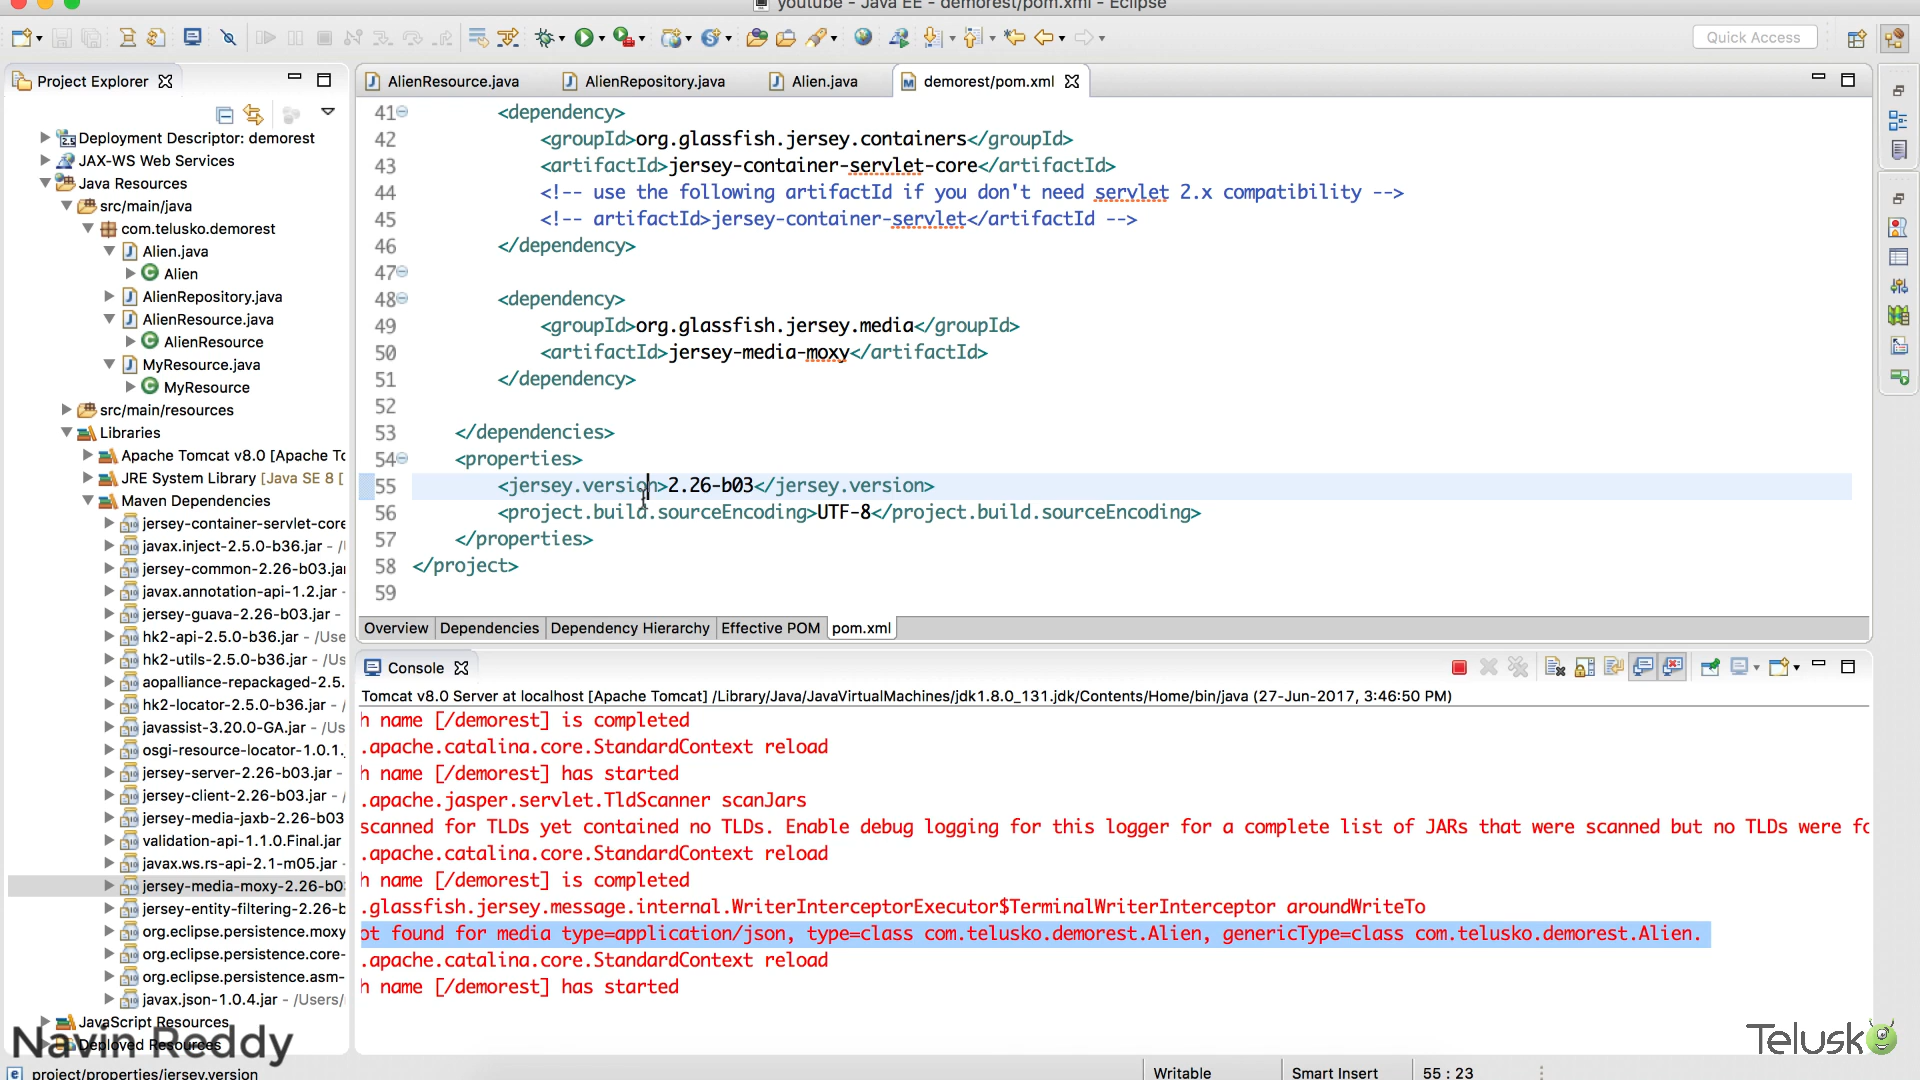 youtube - Java EE - demorest/pom.xml - Eclipse
Quick Access
Project Explorer
Deployment Descriptor: demorest
JAX-WS Web Services
Java Resources
src/main/java
com.telusko.demorest
Alien.java
Alien
AlienRepository.java
AlienResource.java
AlienResource
MyResource.java
MyResource
src/main/resources
Libraries
Apache Tomcat v8.0 [Apache Tc
JRE System Library [Java SE 8 [
Maven Dependencies
jersey-container-servlet-core
javax.inject-2.5.0-b36.jar - /
jersey-common-2.26-b03.jar
javax.annotation-api-1.2.jar -
jersey-guava-2.26-b03.jar -
hk2-api-2.5.0-b36.jar - /Use
hk2-utils-2.5.0-b36.jar - /Us
aopalliance-repackaged-2.5.
hk2-locator-2.5.0-b36.jar - /
javassist-3.20.0-GA.jar - /Us
osgi-resource-locator-1.0.1.
jersey-server-2.26-b03.jar -
jersey-client-2.26-b03.jar - /
jersey-media-jaxb-2.26-b03
validation-api-1.1.0.Final.jar
javax.ws.rs-api-2.1-m05.jar -
jersey-media-moxy-2.26-b0
jersey-entity-filtering-2.26-b
org.eclipse.persistence.moxy
org.eclipse.persistence.core-
org.eclipse.persistence.asm-
javax.json-1.0.4.jar - /Users/
JavaScript Resources
Deployed Resources
Navin Reddy
AlienResource.java AlienRepository.java Alien.java demorest/pom.xml
41 <dependency>
42 <groupId>org.glassfish.jersey.containers</groupId>
43 <artifactId>jersey-container-servlet-core</artifactId>
44 <!-- use the following artifactId if you don't need servlet 2.x compatibility -->
45 <!-- artifactId>jersey-container-servlet</artifactId -->
46 </dependency>
47
48 <dependency>
49 <groupId>org.glassfish.jersey.media</groupId>
50 <artifactId>jersey-media-moxy</artifactId>
51 </dependency>
52
53 </dependencies>
54 <properties>
55 <jersey.version>2.26-b03</jersey.version>
56 <project.build.sourceEncoding>UTF-8</project.build.sourceEncoding>
57 </properties>
58 </project>
59
Overview Dependencies Dependency Hierarchy Effective POM pom.xml
Console
Tomcat v8.0 Server at localhost [Apache Tomcat] /Library/Java/JavaVirtualMachines/jdk1.8.0_131.jdk/Contents/Home/bin/java (27-Jun-2017, 3:46:50 PM)
h name [/demorest] is completed
.apache.catalina.core.StandardContext reload
h name [/demorest] has started
.apache.jasper.servlet.TldScanner scanJars
scanned for TLDs yet contained no TLDs. Enable debug logging for this logger for a complete list of JARs that were scanned but no TLDs were fo
.apache.catalina.core.StandardContext reload
h name [/demorest] is completed
.glassfish.jersey.message.internal.WriterInterceptorExecutor$TerminalWriterInterceptor aroundWriteTo
ot found for media type=application/json, type=class com.telusko.demorest.Alien, genericType=class com.telusko.demorest.Alien.
.apache.catalina.core.StandardContext reload
h name [/demorest] has started
Telusko
project/properties/jersey.version
Writable
Smart Insert
55 : 23